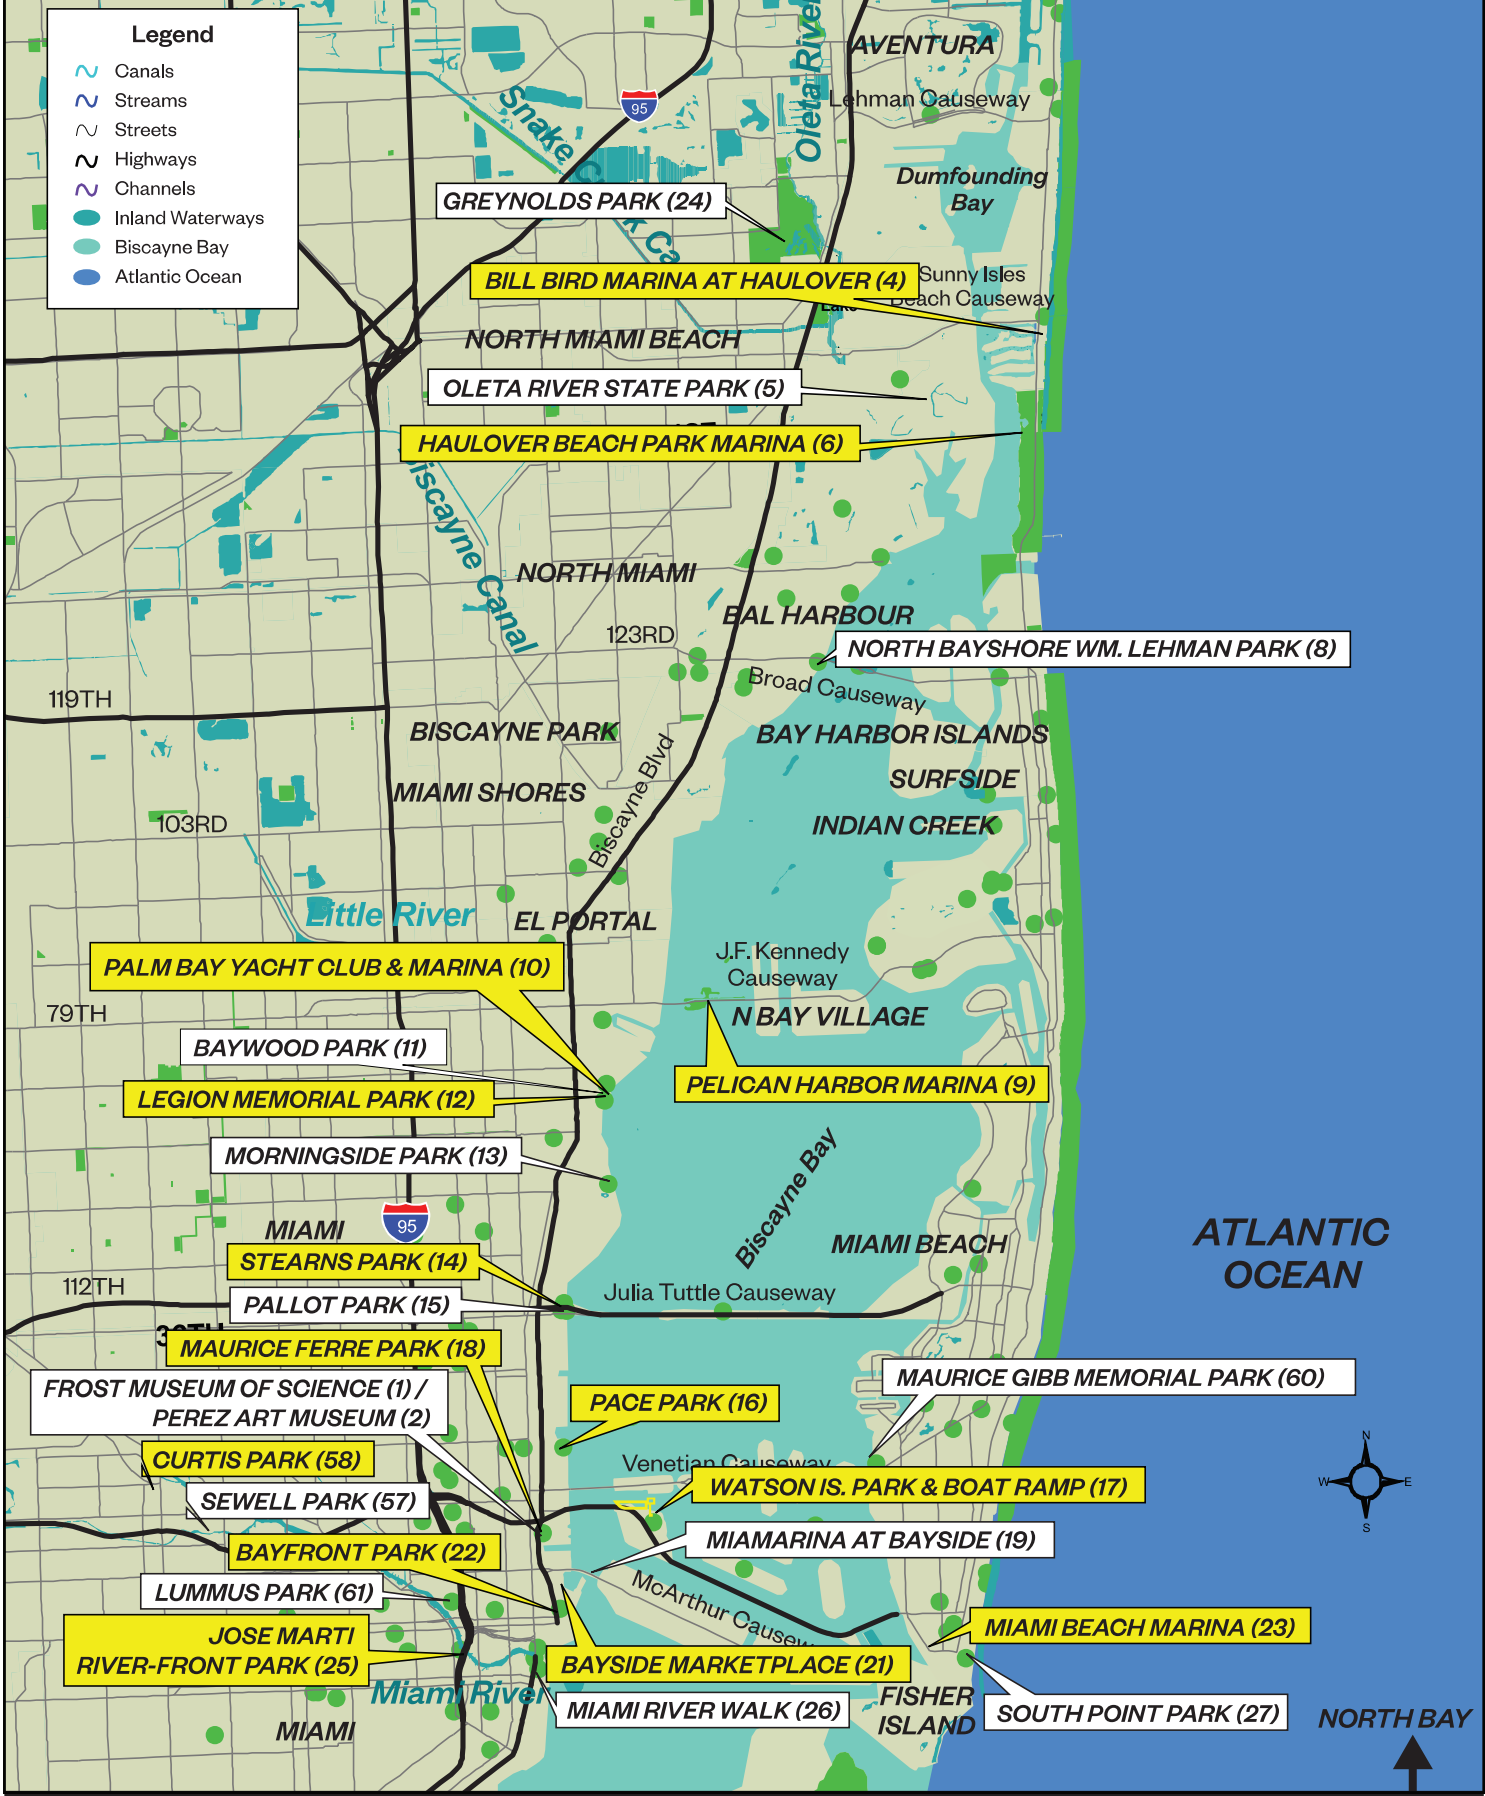 Legend
Canals
Streams
Streets
Highways
Channels
Inland Waterways
Biscayne Bay
Atlantic Ocean
Oleta River
AVENTURA
95
Lehman Causeway
Snake
Dumfounding
Bay
GREYNOLDS PARK (24)
BILL BIRD MARINA AT HAULOVER (4)
Sunny Isles
Beach Causeway
NORTH MIAMI BEACH
OLETA RIVER STATE PARK (5)
HAULOVER BEACH PARK MARINA (6)
Biscayne Canal
NORTH MIAMI
BAL HARBOUR
123RD
NORTH BAYSHORE WM. LEHMAN PARK (8)
Broad Causeway
119TH
BISCAYNE PARK
BAY HARBOR ISLANDS
Biscayne Blvd
SURFSIDE
MIAMI SHORES
103RD
INDIAN CREEK
Little River
EL PORTAL
J.F. Kennedy
Causeway
PALM BAY YACHT CLUB & MARINA (10)
79TH
N BAY VILLAGE
BAYWOOD PARK (11)
PELICAN HARBOR MARINA (9)
LEGION MEMORIAL PARK (12)
MORNINGSIDE PARK (13)
Biscayne Bay
MIAMI
95
MIAMI BEACH
ATLANTIC
OCEAN
STEARNS PARK (14)
112TH
Julia Tuttle Causeway
PALLOT PARK (15)
MAURICE FERRE PARK (18)
FROST MUSEUM OF SCIENCE (1) /
PEREZ ART MUSEUM (2)
MAURICE GIBB MEMORIAL PARK (60)
PACE PARK (16)
CURTIS PARK (58)
Venetian Causeway
WATSON IS. PARK & BOAT RAMP (17)
N
W
E
S
SEWELL PARK (57)
MIAMARINA AT BAYSIDE (19)
BAYFRONT PARK (22)
LUMMUS PARK (61)
McArthur Causeway
JOSE MARTI
RIVER-FRONT PARK (25)
MIAMI BEACH MARINA (23)
BAYSIDE MARKETPLACE (21)
Miami River
MIAMI RIVER WALK (26)
FISHER
ISLAND
SOUTH POINT PARK (27)
MIAMI
NORTH BAY